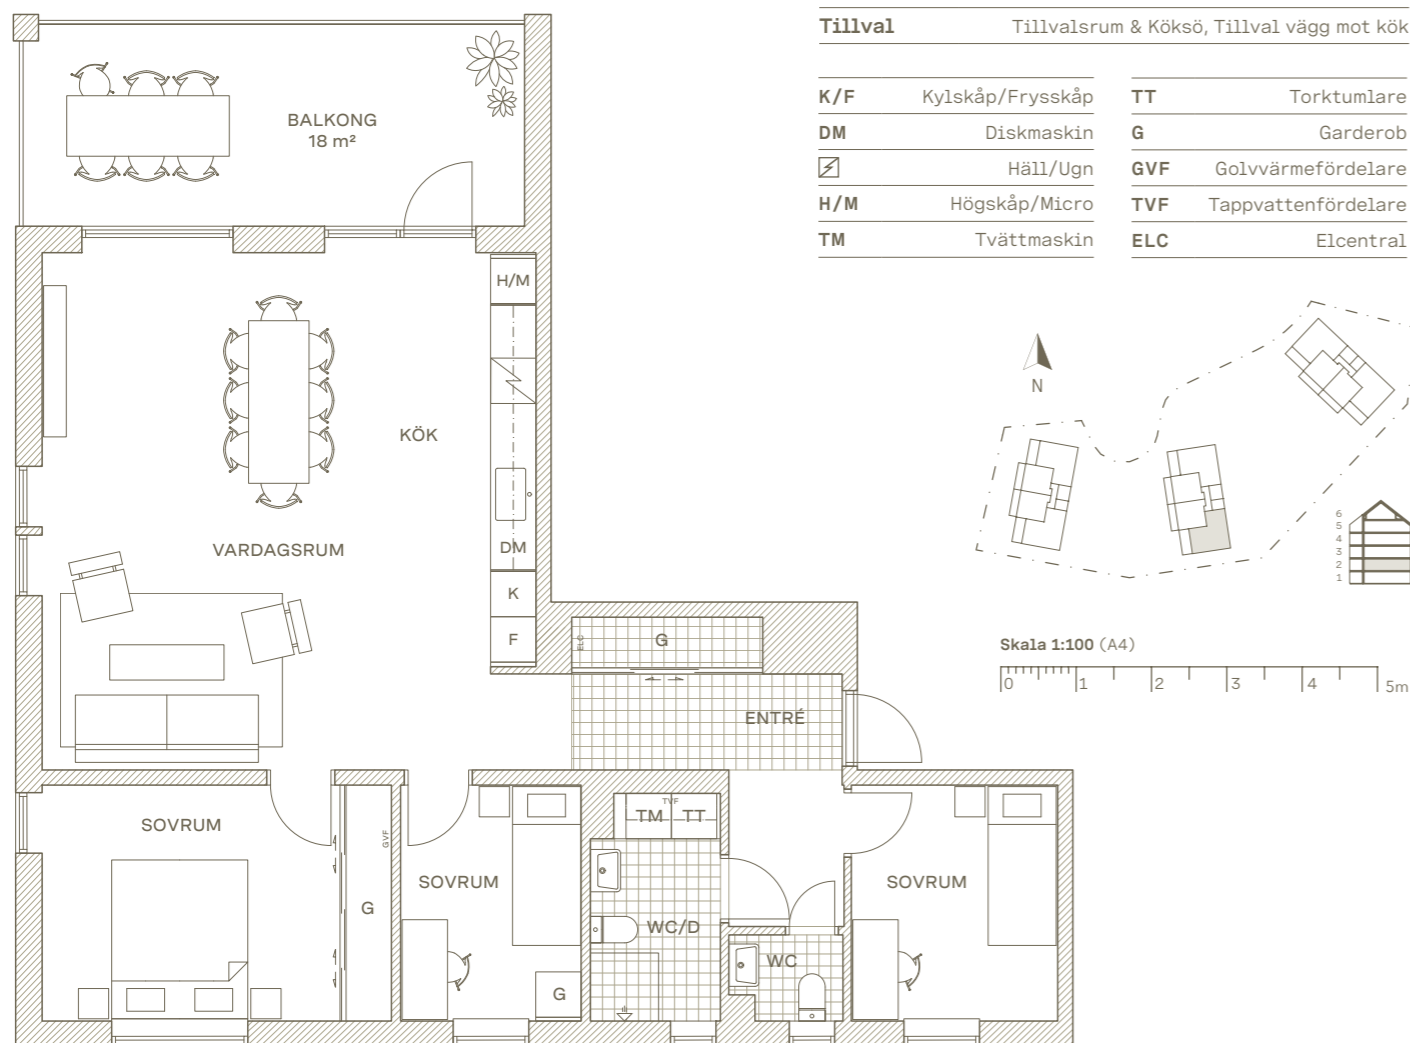 Tillval Tillvalsrum & Köksö, Tillval vägg mot kök
K/F Kylskåp/Frysskåp
DM Diskmaskin
Häll/Ugn
H/M Högskåp/Micro
TM Tvättmaskin
TT Torktumlare
G Garderob
GVF Golvvärmefördelare
TVF Tappvattenfördelare
ELC Elcentral
BALKONG
18 m²
H/M
KÖK
VARDAGSRUM
DM
K
F
ELC
G
ENTRÉ
N
6
5
4
3
2
1
Skala 1:100 (A4)
0 1 2 3 4 5m
SOVRUM
GVF
G
SOVRUM
G
TVF
TM TT
WC/D
WC
SOVRUM